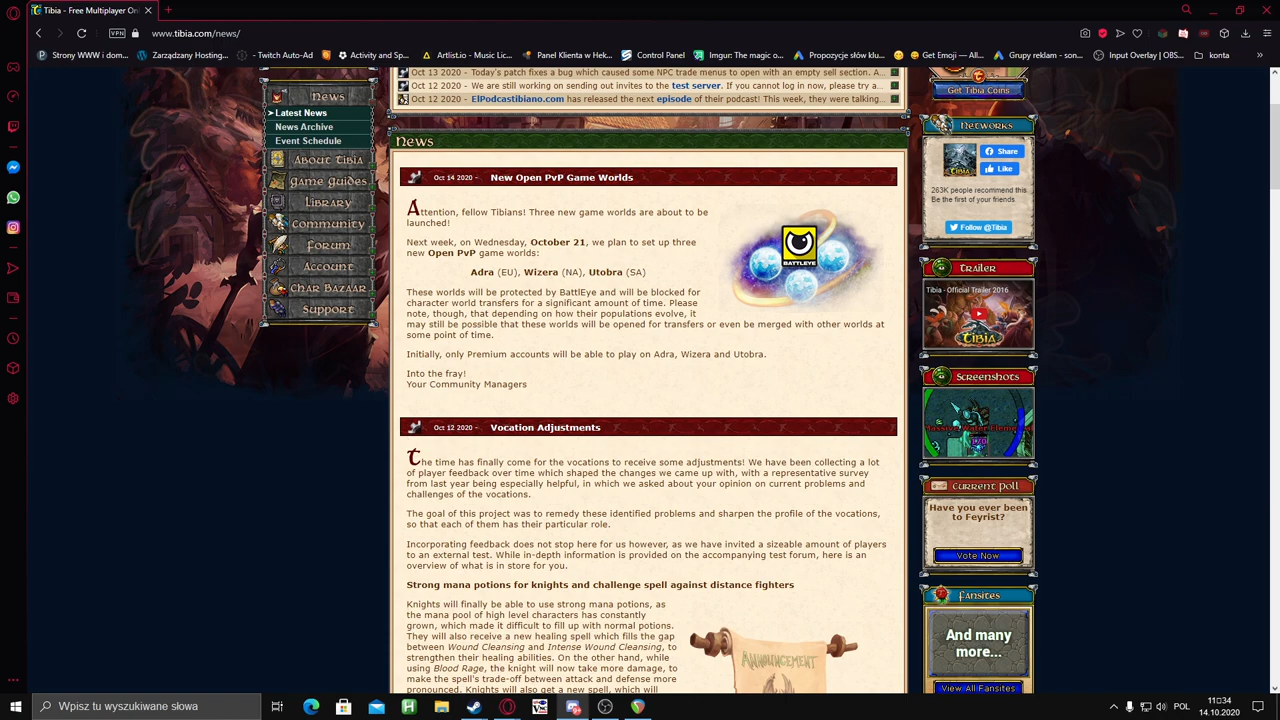 Tibia - Free Multiplayer On
www.tibia.com/news/
VPN
Strony WWW i dom...
Zarządzany Hosting...
- Twitch Auto-Ad
Activity and Sp...
Artlist.io - Music Lic...
Panel Klienta w Hek...
Control Panel
Imgur: The magic o...
Propozycje słów klu...
Get Emoji — All...
Grupy reklam - son...
Input Overlay | OBS...
konta
Oct 13 2020 - Today's patch fixes a bug which caused some NPC trade menus to open with an empty sell section. A...
Oct 12 2020 - We are still working on sending out invites to the test server. If you cannot log in now, please try a...
Oct 12 2020 - ElPodcastibiano.com has released the next episode of their podcast! This week, they were talking...
News
Latest News
News Archive
Event Schedule
About Tibia
Game Guides
Library
Community
Forum
Account
Char Bazaar
Support
News
Oct 14 2020 - New Open PvP Game Worlds
Attention, fellow Tibians! Three new game worlds are about to be
launched!
Next week, on Wednesday, October 21, we plan to set up three
new Open PvP game worlds:
Adra (EU), Wizera (NA), Utobra (SA)
These worlds will be protected by BattlEye and will be blocked for
character world transfers for a significant amount of time. Please
note, though, that depending on how their populations evolve, it
may still be possible that these worlds will be opened for transfers or even be merged with other worlds at
some point of time.
Initially, only Premium accounts will be able to play on Adra, Wizera and Utobra.
Into the fray!
Your Community Managers
BATTLEYE
Oct 12 2020 - Vocation Adjustments
The time has finally come for the vocations to receive some adjustments! We have been collecting a lot
of player feedback over time which shaped the changes we came up with, with a representative survey
from last year being especially helpful, in which we asked about your opinion on current problems and
challenges of the vocations.
The goal of this project was to remedy these identified problems and sharpen the profile of the vocations,
so that each of them has their particular role.
Incorporating feedback does not stop here for us however, as we have invited a sizeable amount of players
to an external test. While in-depth information is provided on the accompanying test forum, here is an
overview of what is in store for you.
Strong mana potions for knights and challenge spell against distance fighters
Knights will finally be able to use strong mana potions, as
the mana pool of high level characters has constantly
grown, which made it difficult to fill up with normal potions.
They will also receive a new healing spell which fills the gap
between Wound Cleansing and Intense Wound Cleansing, to
strengthen their healing abilities. On the other hand, while
using Blood Rage, the knight will now take more damage, to
make the spell's trade-off between attack and defense more
pronounced. Knights will also get a new spell, which will
ANNOUNCEMENT
Get Tibia Coins
Networks
Share
Like
263K people recommend this.
Be the first of your friends.
Follow @Tibia
Trailer
Tibia - Official Trailer 2016
TIBIA
Screenshots
Massive Water Elemental
170
Current Poll
Have you ever been
to Feyrist?
Vote Now
Fansites
And many
more...
View All Fansites
Wpisz tu wyszukiwane słowa
POL
11:34
14.10.2020